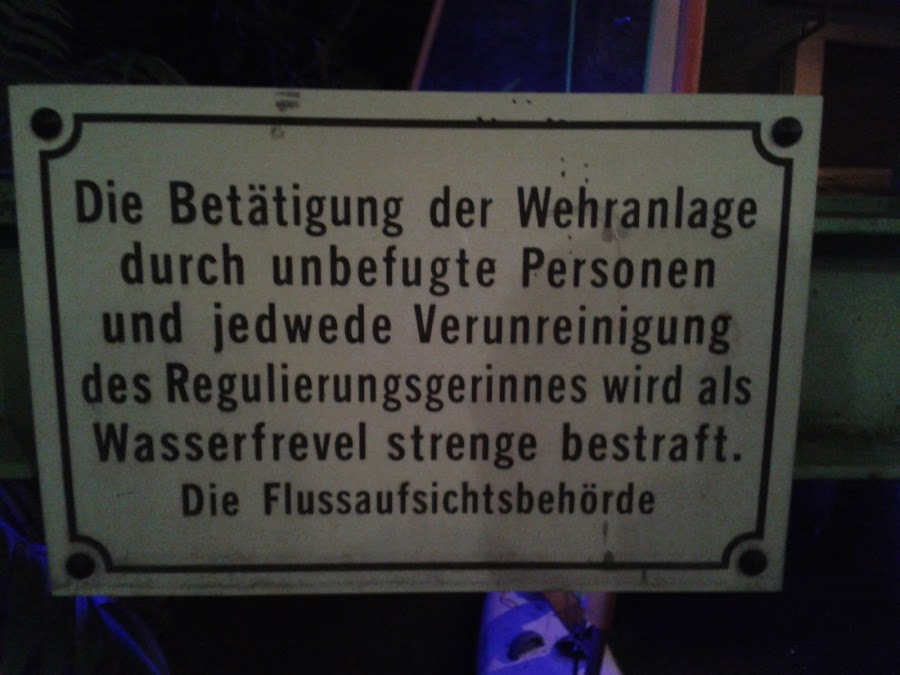 Die Betätigung der Wehranlage
durch unbefugte Personen
und jedwede Verunreinigung
des Regulierungsgerinnes wird als
Wasserfrevel strenge bestraft.
Die Flussaufsichtsbehörde